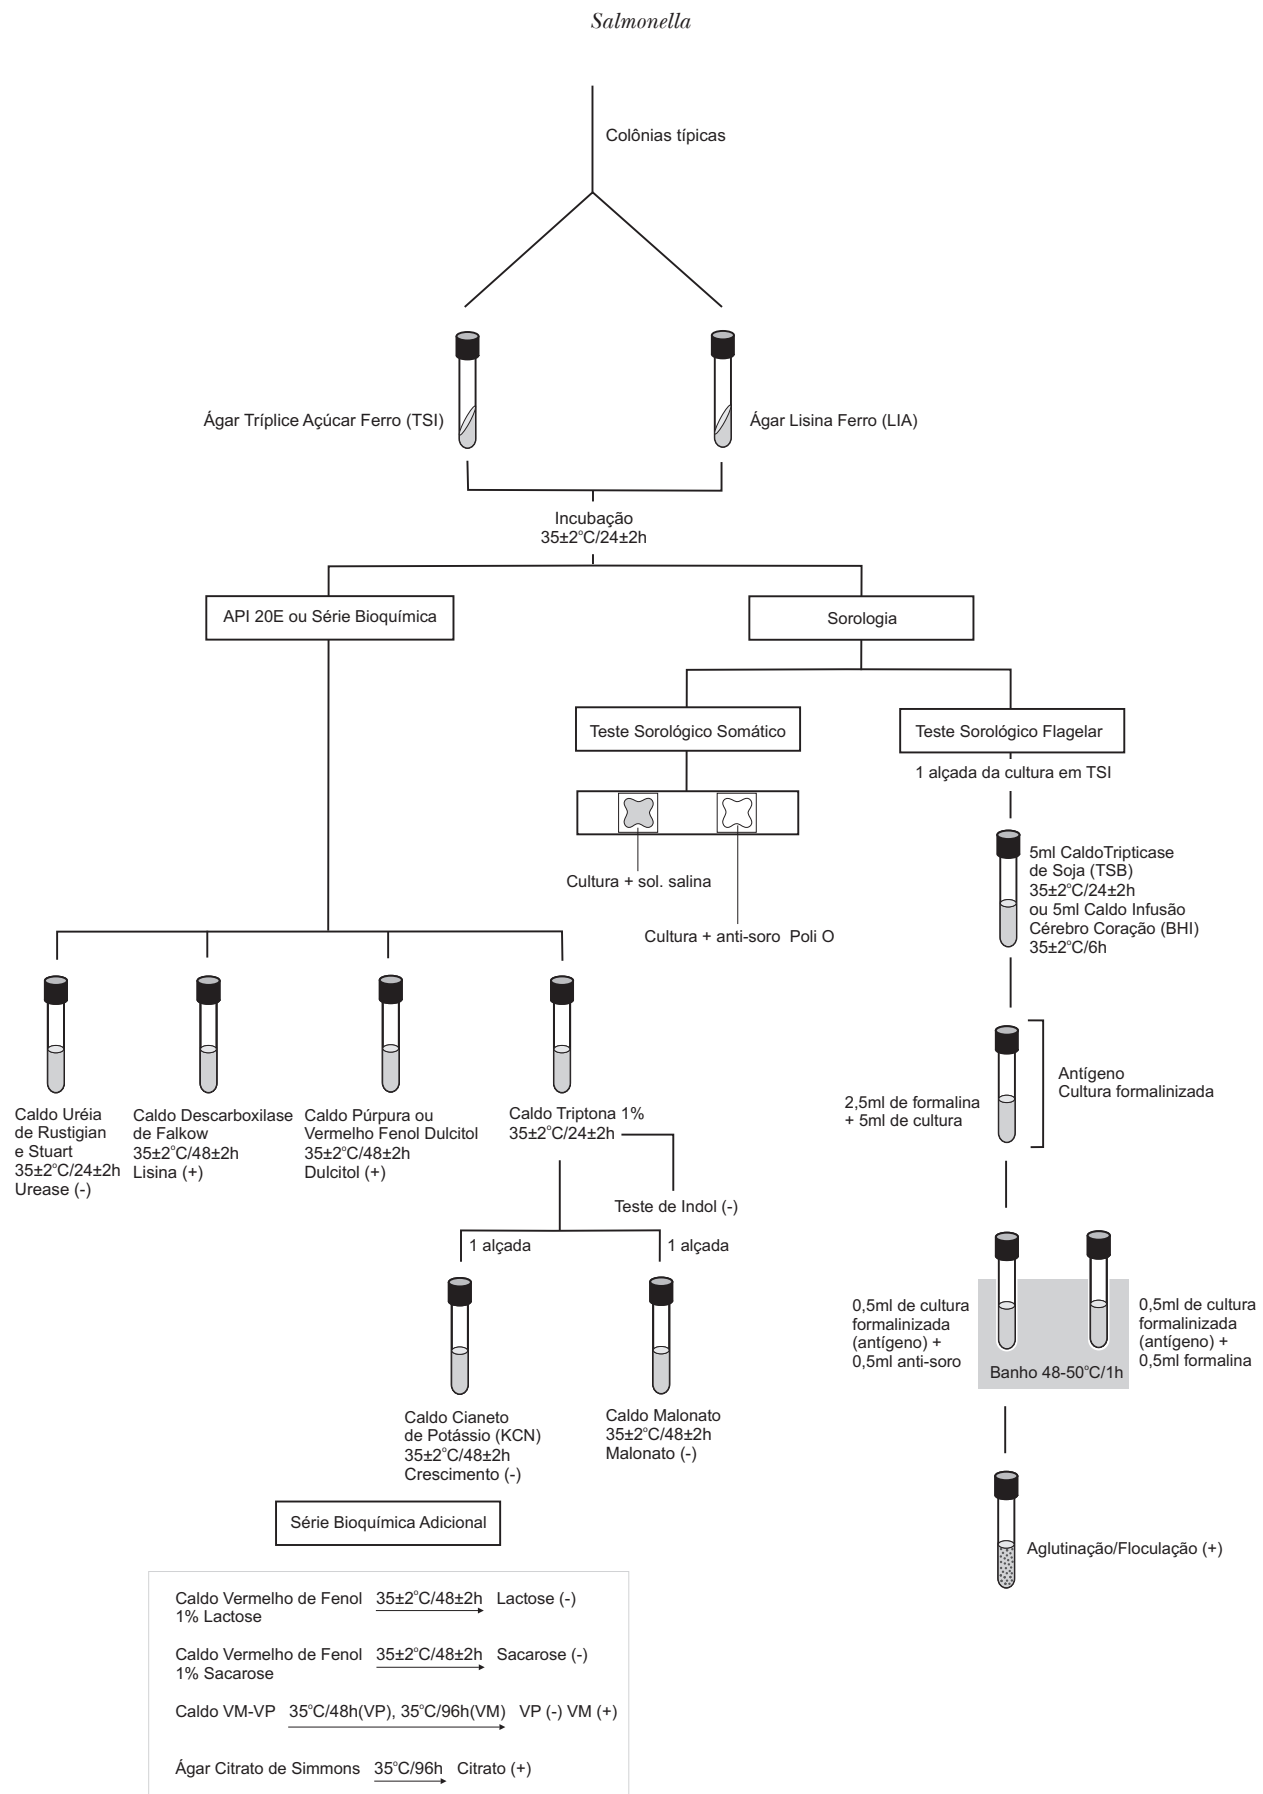 Salmonella
Colônias típicas
Ágar Tríplice Açúcar Ferro (TSI)
Ágar Lisina Ferro (LIA)
Incubação
35±2°C/24±2h
API 20E ou Série Bioquímica
Sorologia
Teste Sorológico Somático
Teste Sorológico Flagelar
1 alçada da cultura em TSI
Cultura + sol. salina
Cultura + anti-soro Poli O
5ml CaldoTripticase
de Soja (TSB)
35±2°C/24±2h
ou 5ml Caldo Infusão
Cérebro Coração (BHI)
35±2°C/6h
2,5ml de formalina
+ 5ml de cultura
Antígeno
Cultura formalinizada
Caldo Uréia
de Rustigian
e Stuart
35±2°C/24±2h
Urease (-)
Caldo Descarboxilase
de Falkow
35±2°C/48±2h
Lisina (+)
Caldo Púrpura ou
Vermelho Fenol Dulcitol
35±2°C/48±2h
Dulcitol (+)
Caldo Triptona 1%
35±2°C/24±2h
Teste de Indol (-)
1 alçada
1 alçada
Caldo Cianeto
de Potássio (KCN)
35±2°C/48±2h
Crescimento (-)
Caldo Malonato
35±2°C/48±2h
Malonato (-)
0,5ml de cultura
formalinizada
(antígeno) +
0,5ml anti-soro
0,5ml de cultura
formalinizada
(antígeno) +
0,5ml formalina
Banho 48-50°C/1h
Aglutinação/Floculação (+)
Série Bioquímica Adicional
Caldo Vermelho de Fenol 35±2°C/48±2h Lactose (-)
1% Lactose
Caldo Vermelho de Fenol 35±2°C/48±2h Sacarose (-)
1% Sacarose
Caldo VM-VP 35°C/48h(VP), 35°C/96h(VM) VP (-) VM (+)
Ágar Citrato de Simmons 35°C/96h Citrato (+)